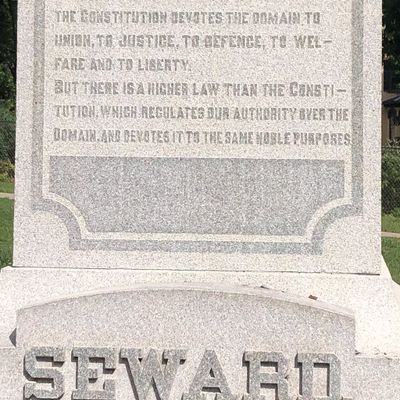 THE CONSTITUTION DEVOTES THE DOMAIN TO
UNION, TO JUSTICE, TO DEFENCE, TO WEL-
FARE AND TO LIBERTY.
BUT THERE IS A HIGHER LAW THAN THE CONSTI-
TUTION, WHICH REGULATES OUR AUTHORITY OVER THE
DOMAIN, AND DEVOTES IT TO THE SAME NOBLE PURPOSES
SEWARD.